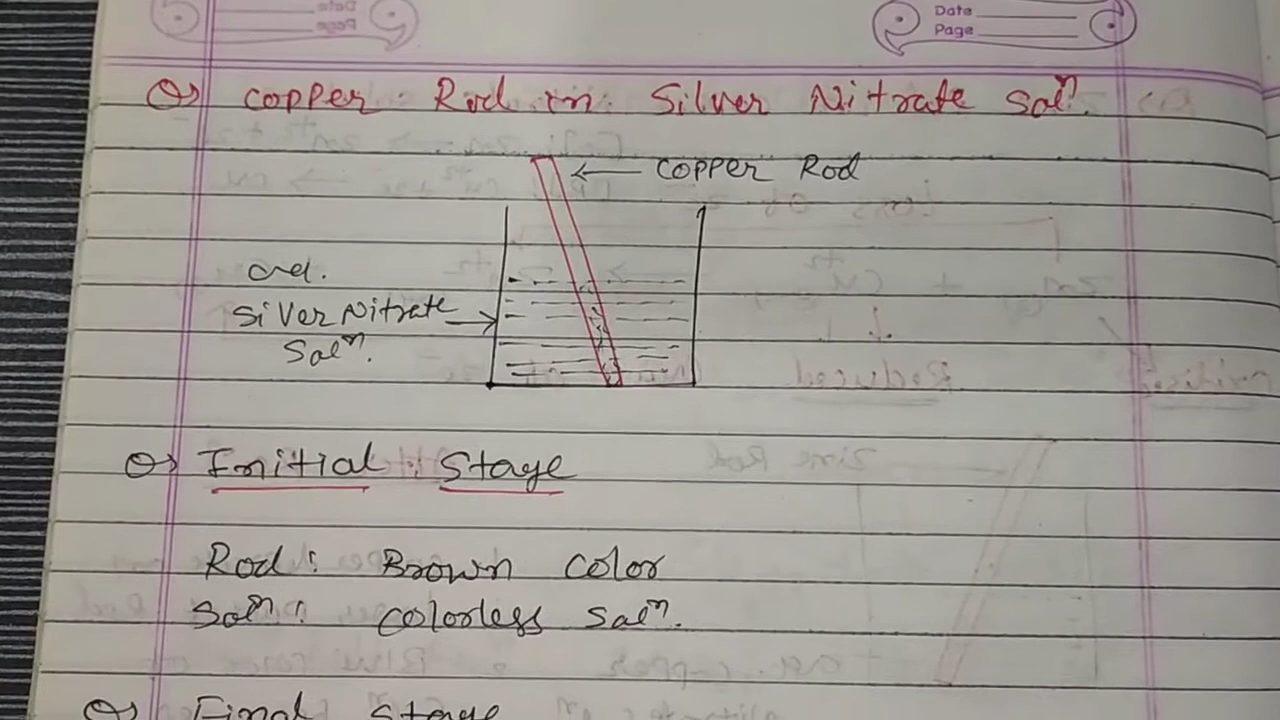 Date
Page
Copper Rod in Silver Nitrate Solⁿ.
Copper Rod
aq.
Silver Nitrate
Solⁿ.
Initial Stage
Rod: Brown Color
Solⁿ: Colorless Solⁿ.
Final Stage